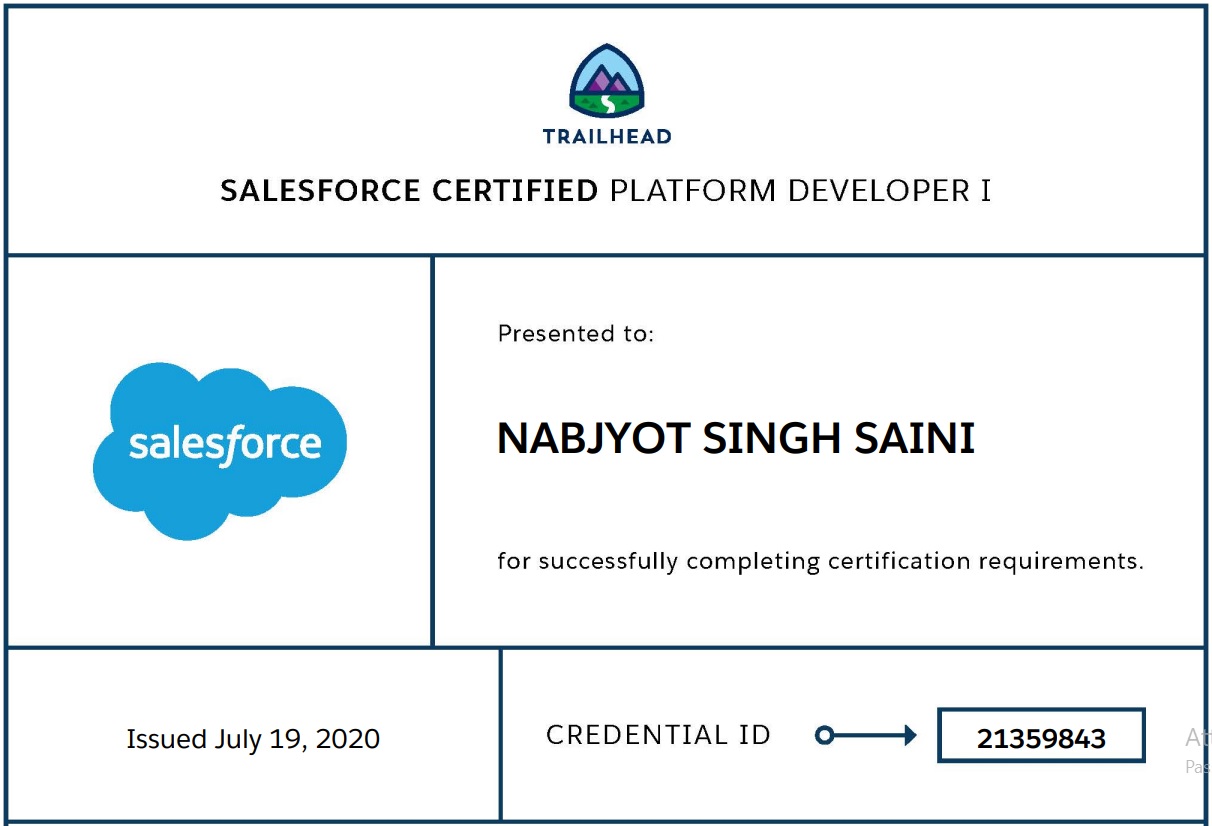 TRAILHEAD
SALESFORCE CERTIFIED PLATFORM DEVELOPER I
salesforce
Presented to:
NABJYOT SINGH SAINI
for successfully completing certification requirements.
Issued July 19, 2020
CREDENTIAL ID
21359843